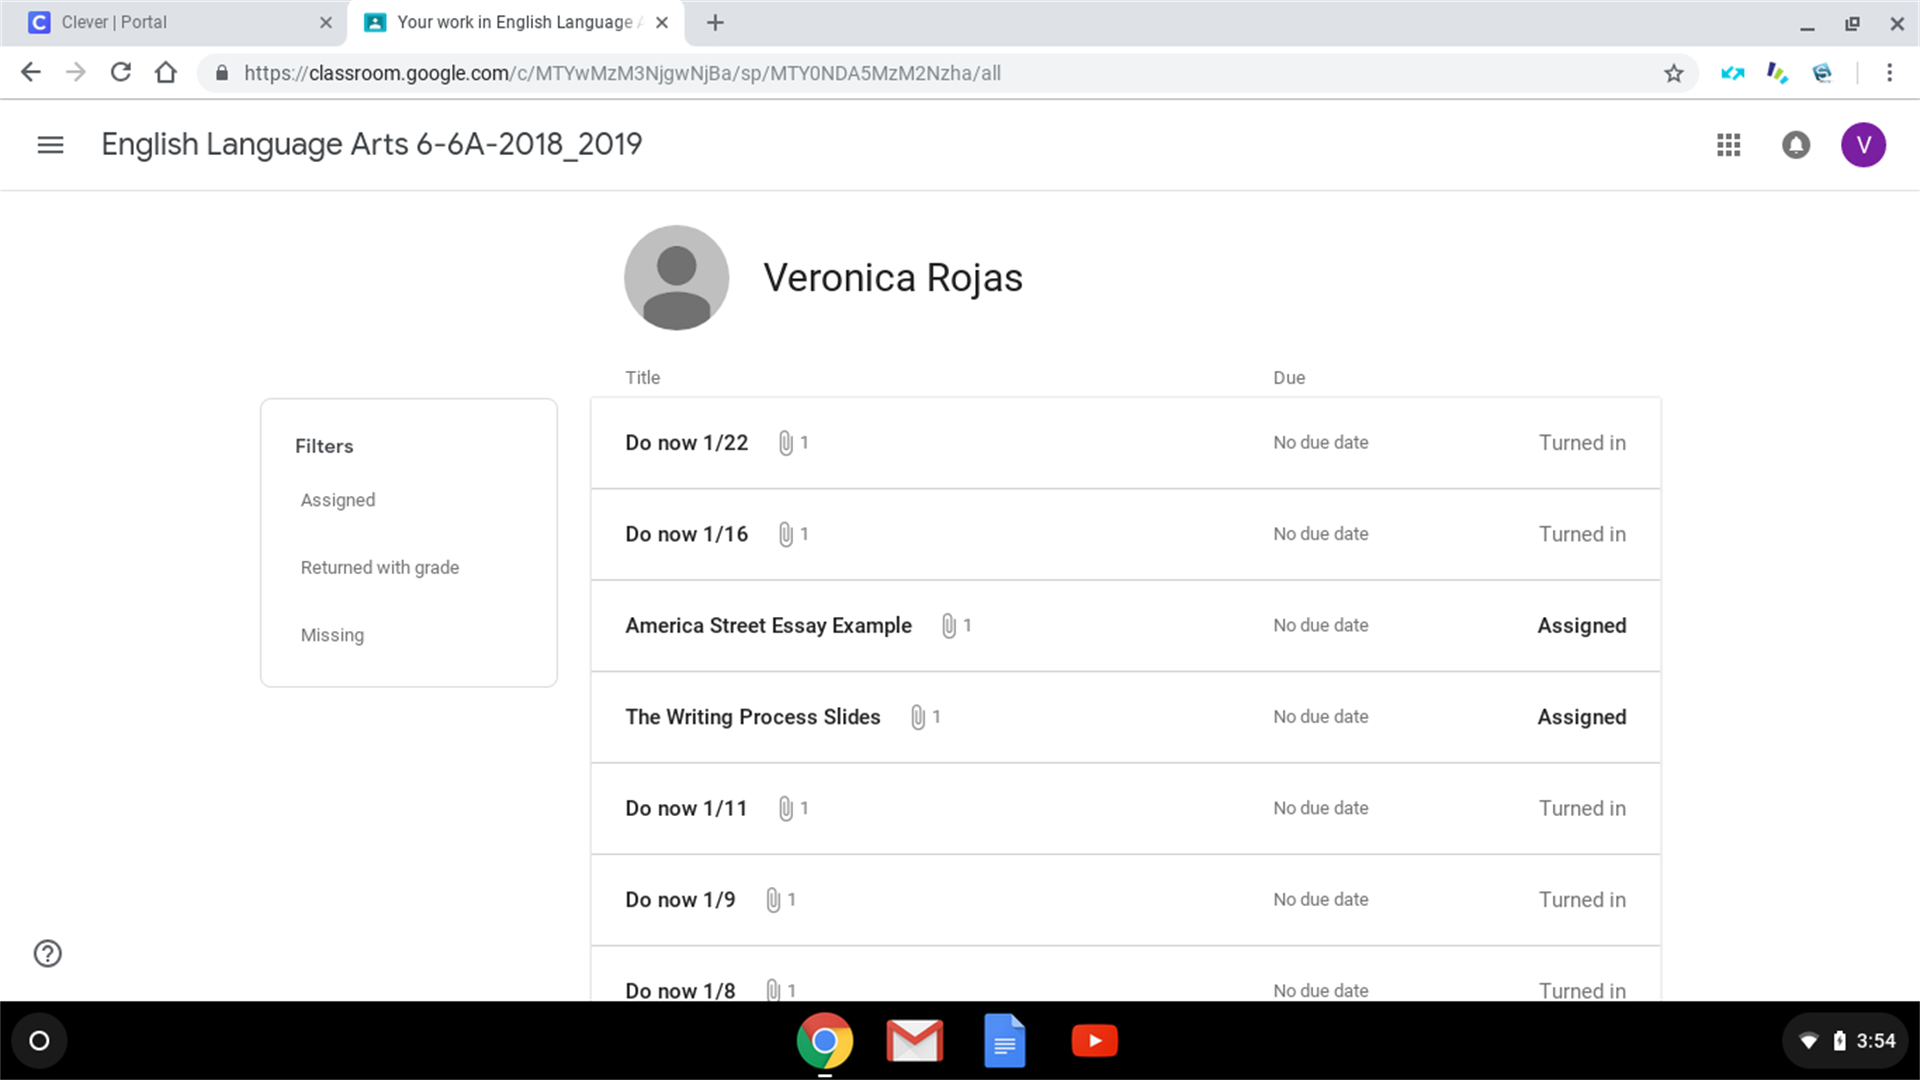 Clever | Portal
Your work in English Language
https://classroom.google.com/c/MTYwMzM3NjgwNjBa/sp/MTY0NDA5MzM2Nzha/all
English Language Arts 6-6A-2018_2019
V
Veronica Rojas
Title Due
Filters
Assigned
Returned with grade
Missing
Do now 1/22 1 No due date Turned in
Do now 1/16 1 No due date Turned in
America Street Essay Example 1 No due date Assigned
The Writing Process Slides 1 No due date Assigned
Do now 1/11 1 No due date Turned in
Do now 1/9 1 No due date Turned in
Do now 1/8 1 No due date Turned in
3:54